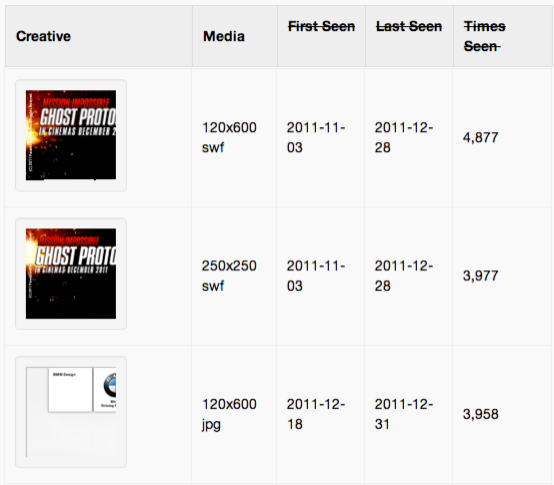 Creative Media First Seen Last Seen Times
Seen
MISSION:IMPOSSIBLE
GHOST PROTO
IN CINEMAS DECEMBER 2
120x600
swf
2011-11-
03
2011-12-
28
4,877
MISSION:IMPOSSIBLE
GHOST PROTO
IN CINEMAS DECEMBER 2011
250x250
swf
2011-11-
03
2011-12-
28
3,977
BMW Design
120x600
jpg
2011-12-
18
2011-12-
31
3,958